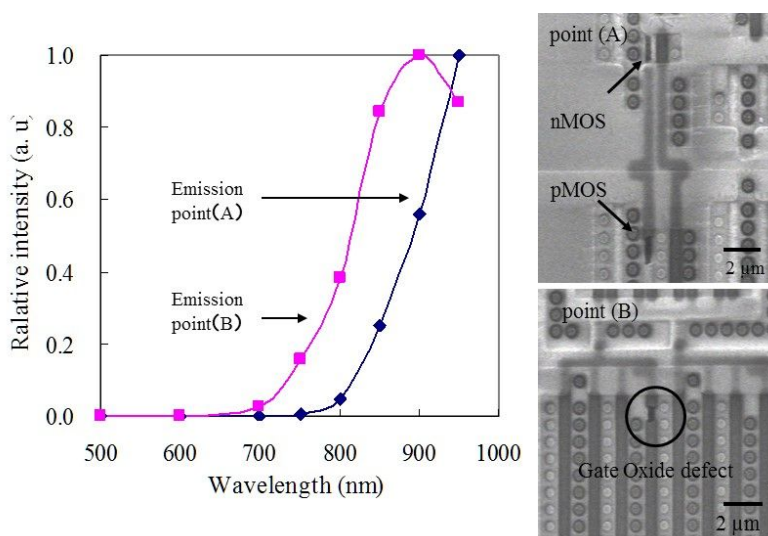 Ralative intensity (a. u)
1.0
0.8
0.6
0.4
0.2
0.0
500
600
700
800
900
1000
Wavelength (nm)
Emission
point(A)
Emission
point(B)
point (A)
nMOS
pMOS
2 μm
point (B)
Gate Oxide defect
2 μm